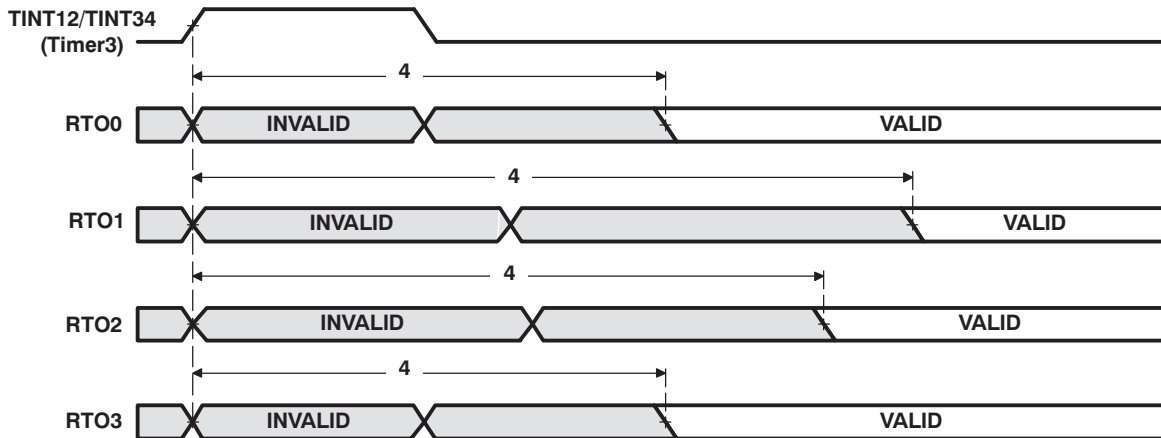 TINT12/TINT34
(Timer3)
4
RTO0 INVALID VALID
4
RTO1 INVALID VALID
4
RTO2 INVALID VALID
4
RTO3 INVALID VALID